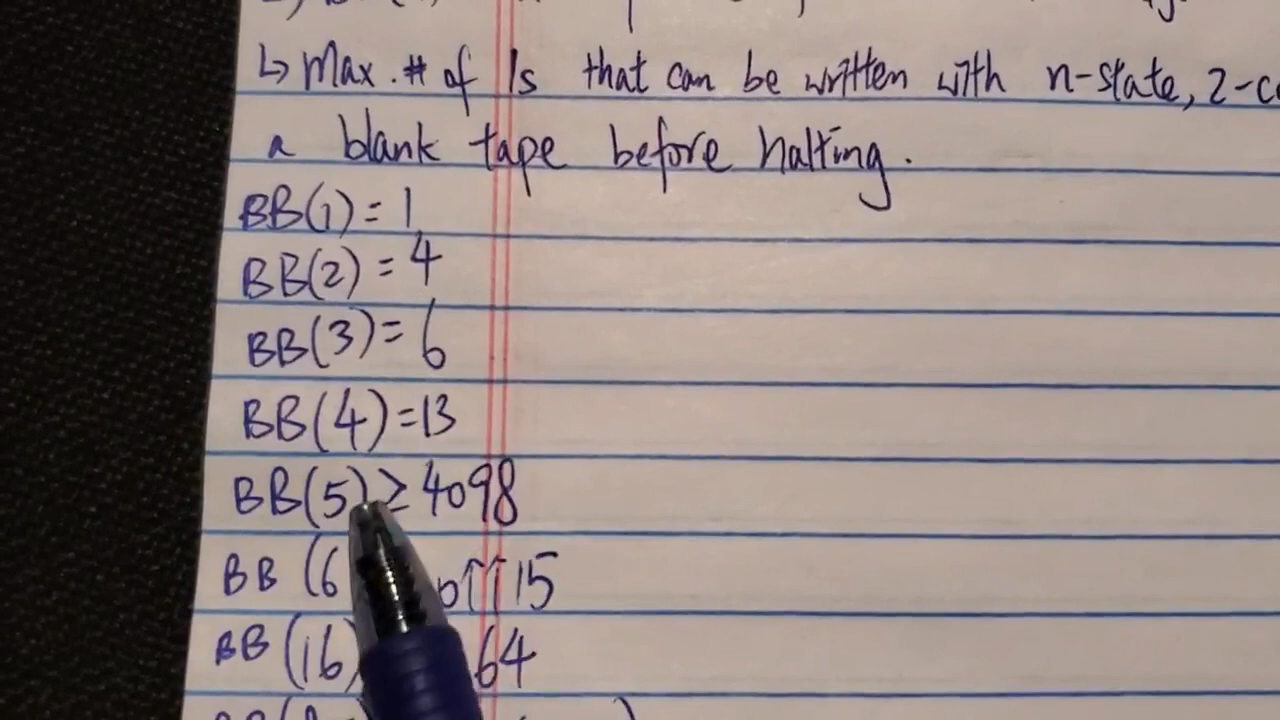 ↳ Max. # of 1s that can be written with n-state, 2-c
a blank tape before halting.
BB(1) = 1
BB(2) = 4
BB(3) = 6
BB(4) = 13
BB(5) ≥ 4098
BB (6 ↑↑15
BB (16) 64